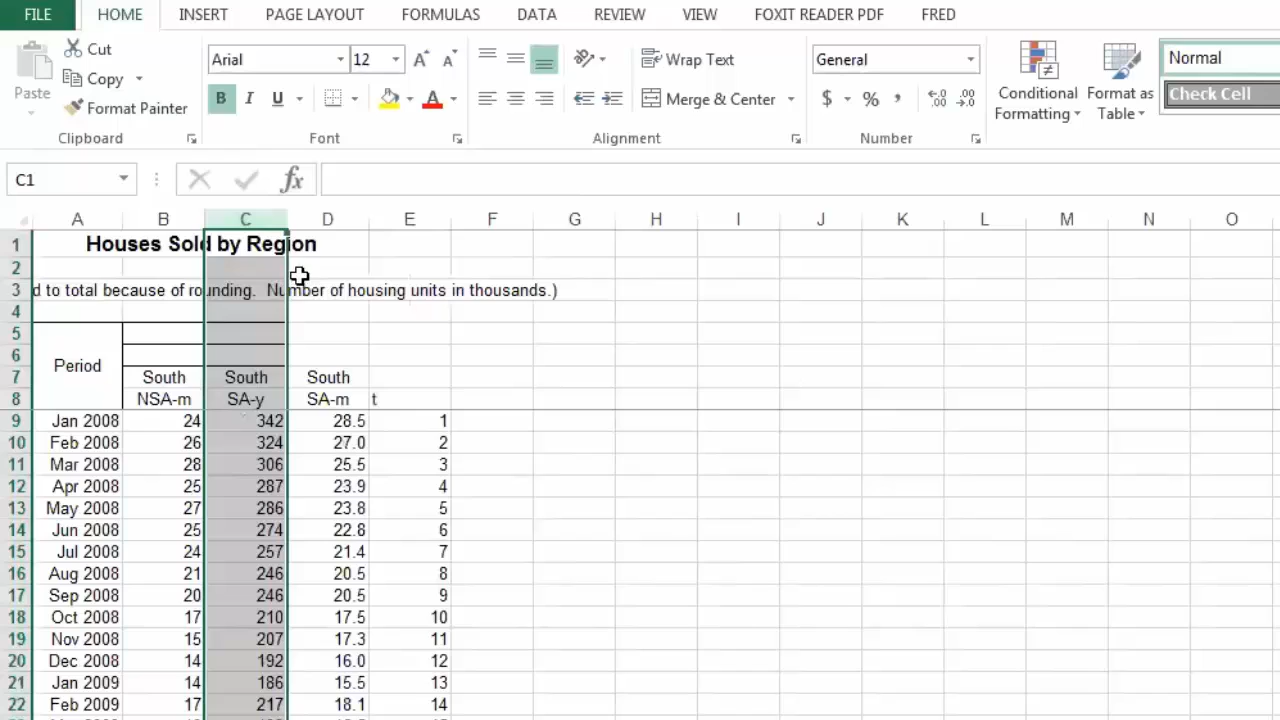 FILE HOME INSERT PAGE LAYOUT FORMULAS DATA REVIEW VIEW FOXIT READER PDF FRED
Paste Cut Copy Format Painter
Clipboard
Arial 12 A A
B I U A
Font
Wrap Text
Merge & Center
Alignment
General
$ % , .0 .00 .00 .0
Number
Conditional Formatting
Format as Table
Normal
Check Cell
C1 fx
A B C D E F G H I J K L M N O
1 Houses Sold by Region
2
3 d to total because of rounding. Number of housing units in thousands.)
4
5
6
Period
7 South South South
8 NSA-m SA-y SA-m t
9 Jan 2008 24 342 28.5 1
10 Feb 2008 26 324 27.0 2
11 Mar 2008 28 306 25.5 3
12 Apr 2008 25 287 23.9 4
13 May 2008 27 286 23.8 5
14 Jun 2008 25 274 22.8 6
15 Jul 2008 24 257 21.4 7
16 Aug 2008 21 246 20.5 8
17 Sep 2008 20 246 20.5 9
18 Oct 2008 17 210 17.5 10
19 Nov 2008 15 207 17.3 11
20 Dec 2008 14 192 16.0 12
21 Jan 2009 14 186 15.5 13
22 Feb 2009 17 217 18.1 14